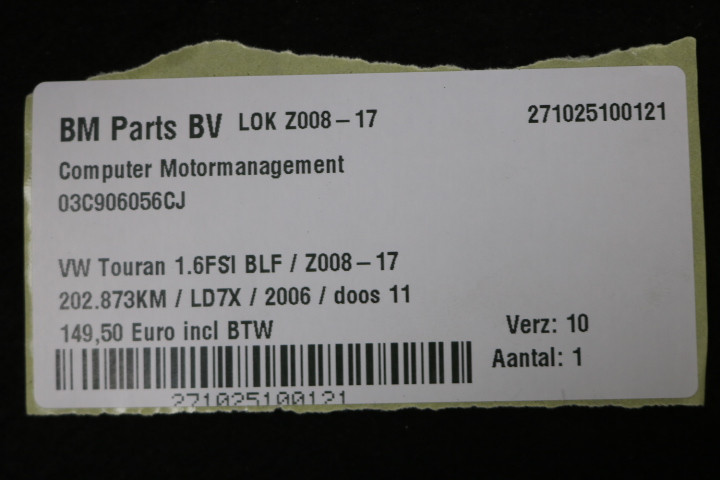 BM Parts BV LOK Z008-17 271025100121
Computer Motormanagement
03C906056CJ
VW Touran 1.6FSI BLF / Z008-17
202.873KM / LD7X / 2006 / doos 11
149,50 Euro incl BTW
Verz: 10
Aantal: 1
271025100121